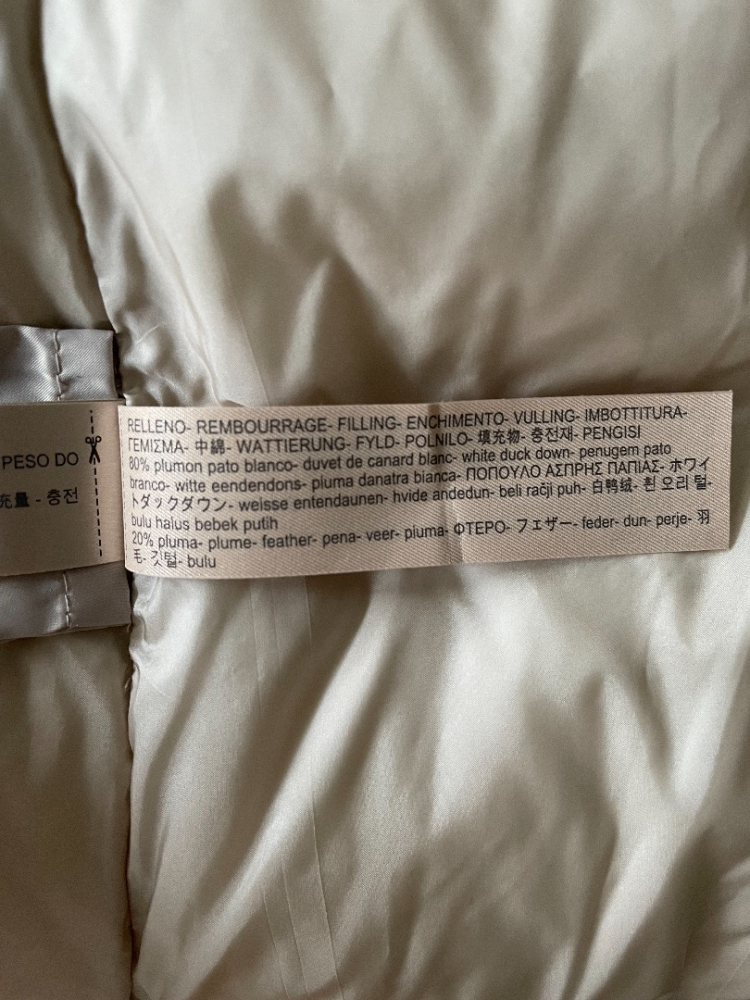 RELLENO- REMBOURRAGE- FILLING- ENCHIMENTO- VULLING- IMBOTTITURA-
ΓΕΜΙΣΜΑ- 中綿- WATTIERUNG- FYLD- POLNILO- 填充物- 충전재- PENGISI
80% plumon pato blanco- duvet de canard blanc- white duck down- penugem pato
branco- witte eendendons- piuma danatra bianca- ΠΟΠΟΥΛΟ ΑΣΠΡΗΣ ΠΑΠΙΑΣ- ホワイ
トダックダウン- weisse entendaunen- hvide andedun- beli račji puh- 白鸭绒- 흰 오리 털-
bulu halus bebek putih
20% pluma- plume- feather- pena- veer- piuma- ΦΤΕΡΟ- フェザー- feder- dun- perje- 羽
毛- 깃털- bulu
PESO DO
充量 - 충전